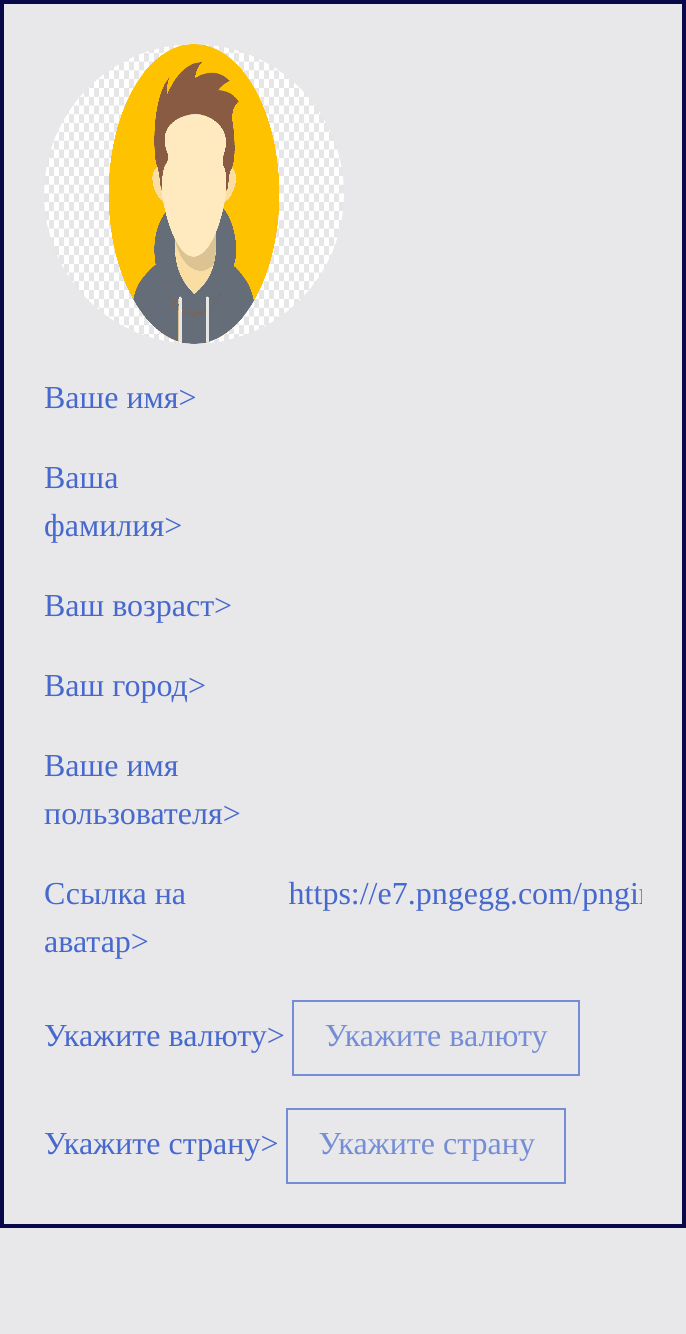 Ваше имя>
Ваша
фамилия>
Ваш возраст>
Ваш город>
Ваше имя
пользователя>
Ссылка на
аватар>
https://e7.pngegg.com/pngi
Укажите валюту>
Укажите валюту
Укажите страну>
Укажите страну